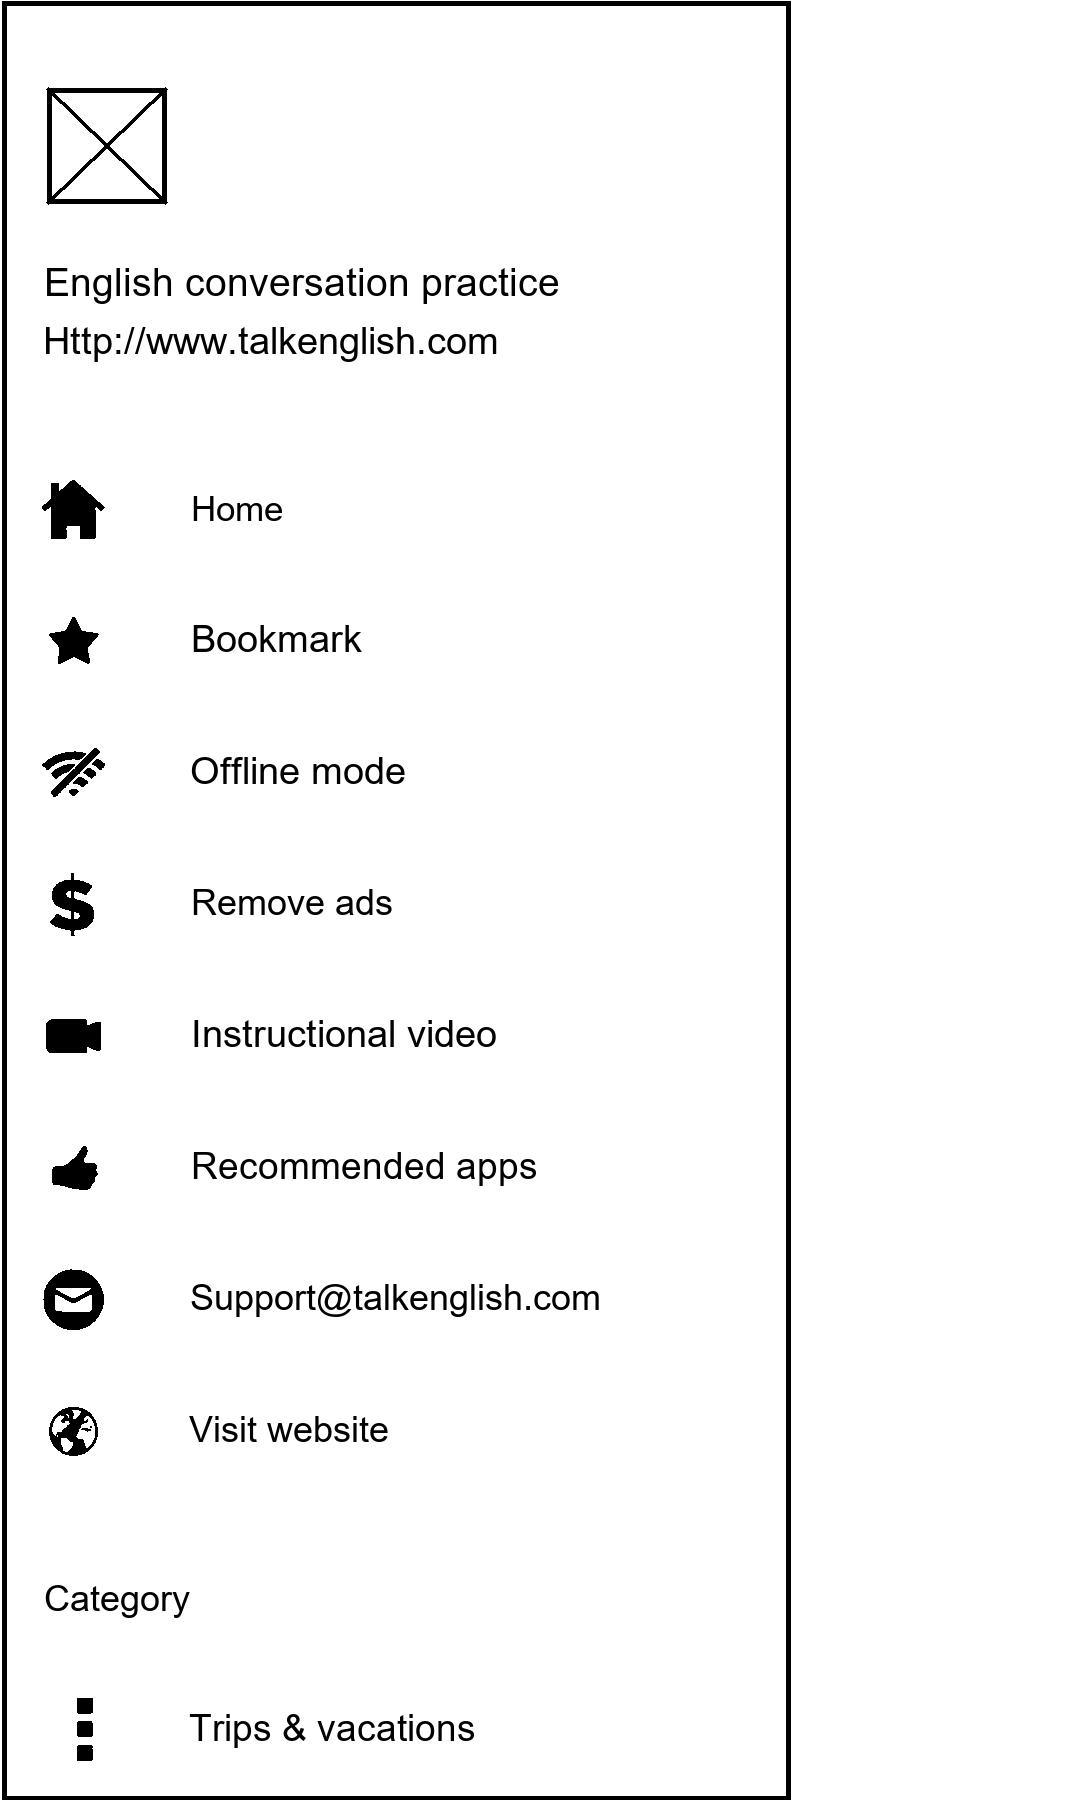 English conversation practice
Http://www.talkenglish.com
Home
Bookmark
Offline mode
Remove ads
Instructional video
Recommended apps
Support@talkenglish.com
Visit website
Category
Trips & vacations